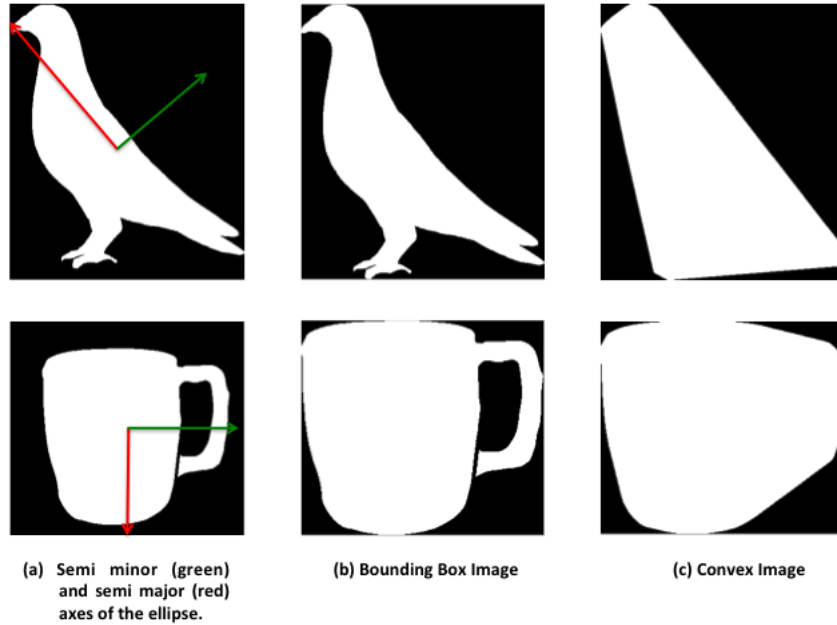 (a) Semi minor (green)
and semi major (red)
axes of the ellipse.
(b) Bounding Box Image
(c) Convex Image